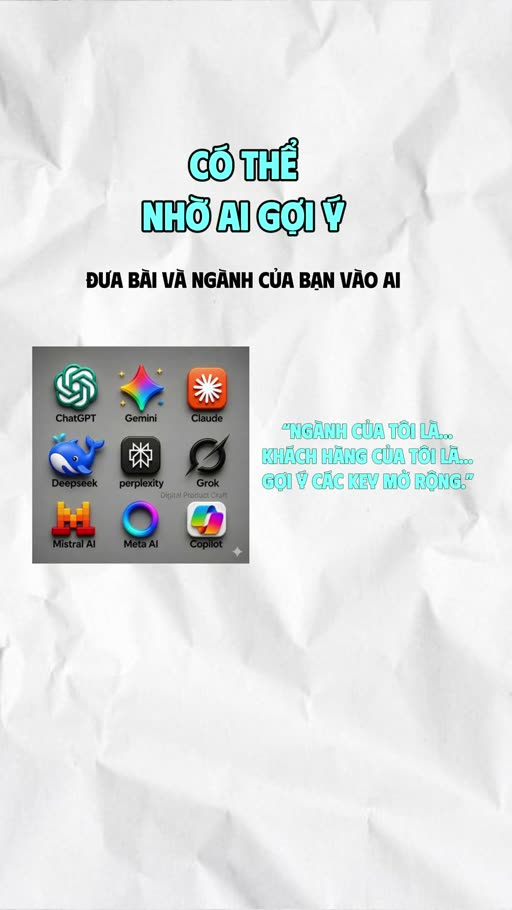 CÓ THỂ
NHỜ AI GỢI Ý
ĐƯA BÀI VÀ NGÀNH CỦA BẠN VÀO AI
ChatGPT
Gemini
Claude
Deepseek
perplexity
Grok
Digital Product Craft
Mistral AI
Meta AI
Copilot
“NGÀNH CỦA TÔI LÀ...
KHÁCH HÀNG CỦA TÔI LÀ...
GỢI Ý CÁC KEY MỞ RỘNG.”